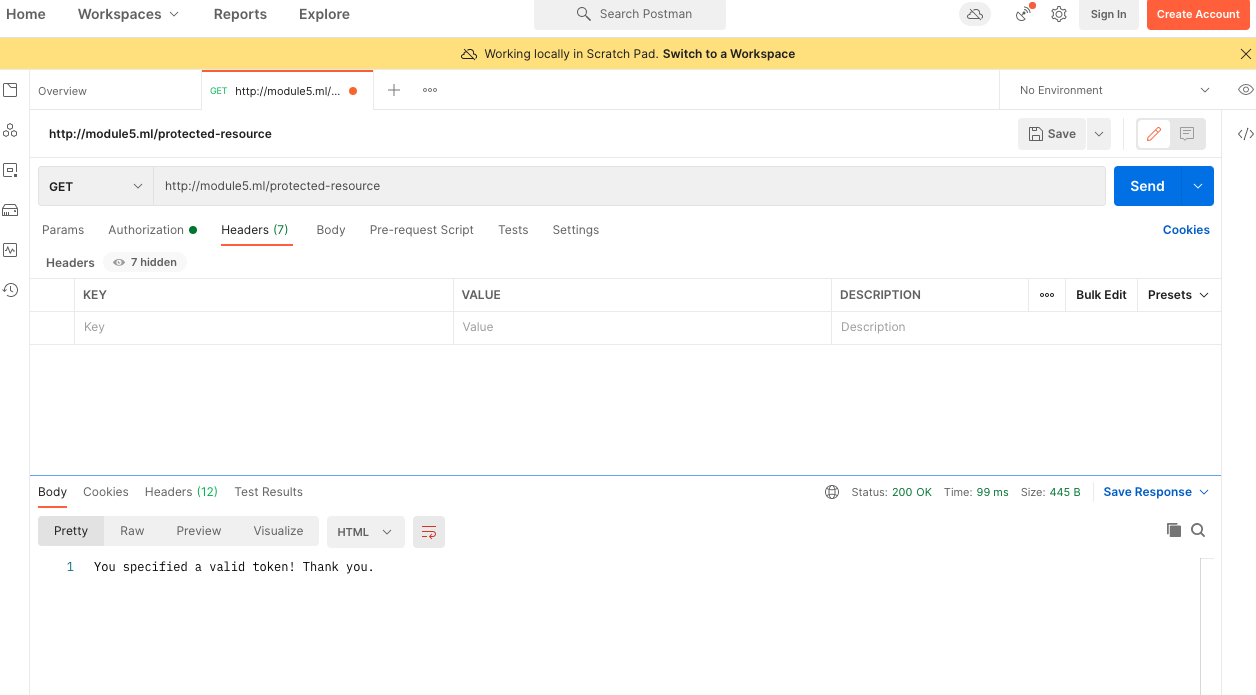 Home Workspaces Reports Explore Search Postman Sign In Create Account
Working locally in Scratch Pad. Switch to a Workspace
Overview GET http://module5.ml/... No Environment
http://module5.ml/protected-resource Save
GET http://module5.ml/protected-resource Send
Params Authorization Headers (7) Body Pre-request Script Tests Settings Cookies
Headers 7 hidden
KEY VALUE DESCRIPTION Bulk Edit Presets
Key Value Description
Body Cookies Headers (12) Test Results Status: 200 OK Time: 99 ms Size: 445 B Save Response
Pretty Raw Preview Visualize HTML
1 You specified a valid token! Thank you.